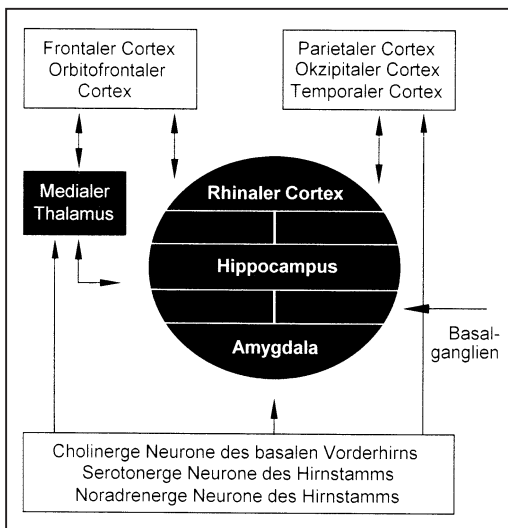 Frontaler Cortex
Orbitofrontaler
Cortex
Parietaler Cortex
Okzipitaler Cortex
Temporaler Cortex
Medialer
Thalamus
Rhinaler Cortex
Hippocampus
Amygdala
Basal-
ganglien
Cholinerge Neurone des basalen Vorderhirns
Serotonerge Neurone des Hirnstamms
Noradrenerge Neurone des Hirnstamms